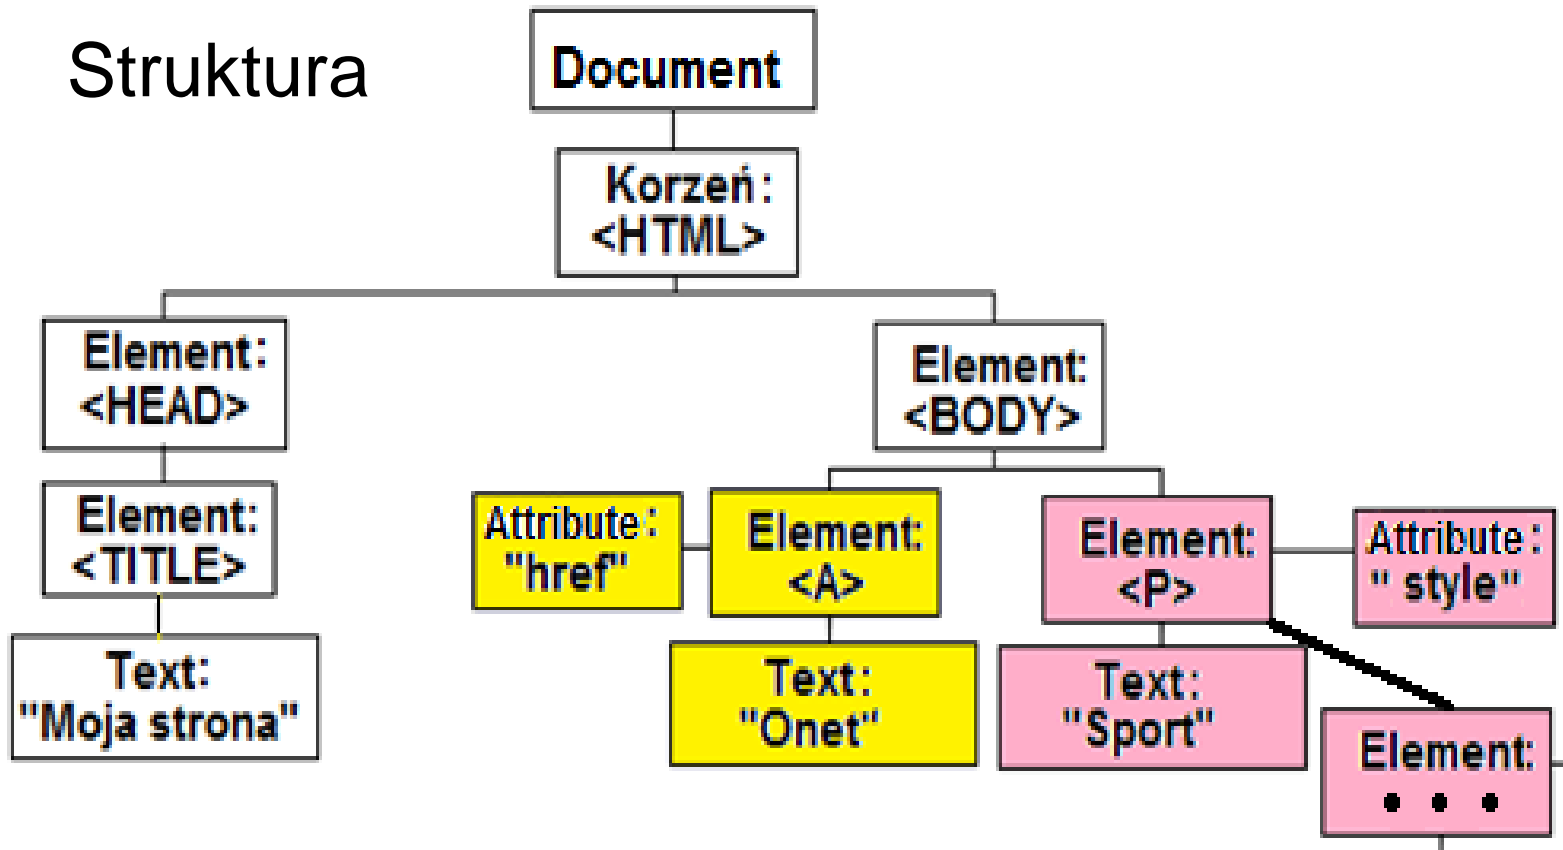 Struktura
Document
Korzeń:
<HTML>
Element:
<HEAD>
Element:
<BODY>
Element:
<TITLE>
Attribute:
"href"
Element:
<A>
Element:
<P>
Attribute:
" style"
Text:
"Moja strona"
Text:
"Onet"
Text:
"Sport"
Element:
• • •